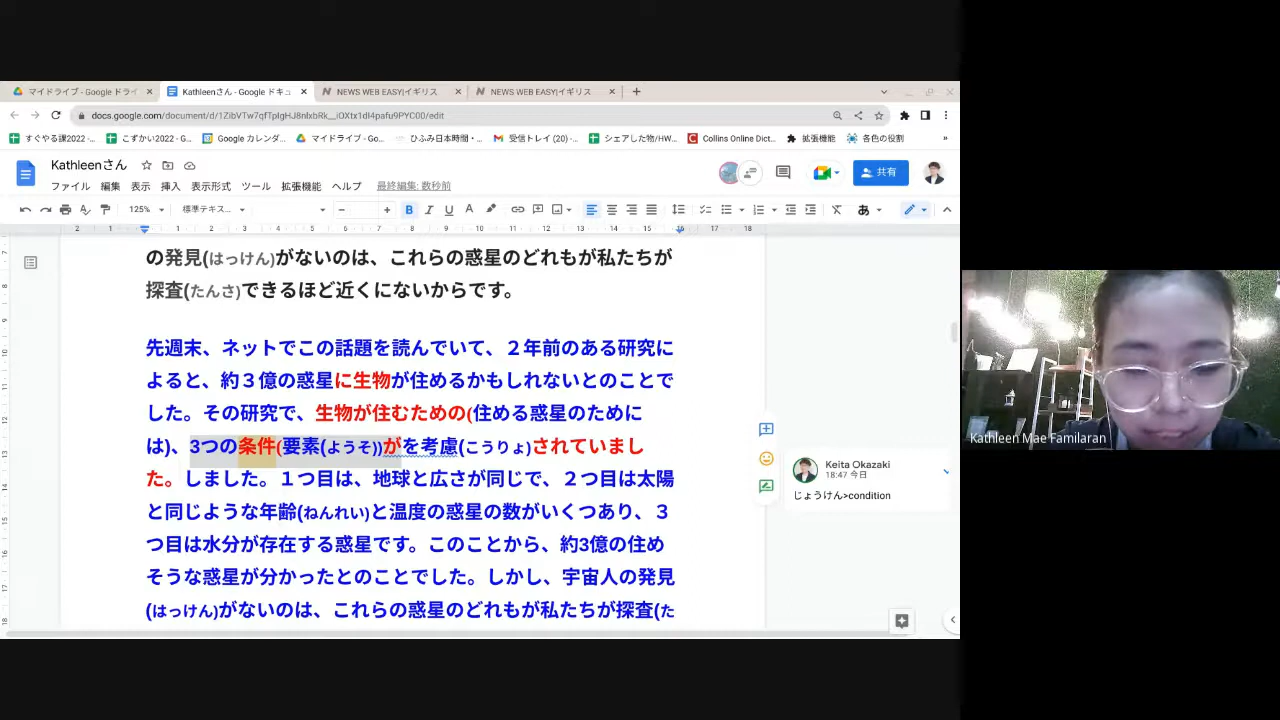 マイドライブ - Google ドライ
Kathleenさん - Google ドキュ
NEWS WEB EASY|イギリス
NEWS WEB EASY|イギリス
docs.google.com/document/d/
/edit
すぐやる課2022 - G...
こずかい2022 - G...
Google カレンダ...
マイドライブ - Go...
ひふみ日本時間・...
受信トレイ (20) -...
シェアした物/HW...
Collins Online Dict...
拡張機能
各色の役割
»
Kathleenさん
ファイル 編集 表示 挿入 表示形式 ツール 拡張機能 ヘルプ 最終編集: 数秒前
共有
125% 標準テキス... − + B I U A あ
2 1 1 2 3 4 5 6 7 8 9 10 11 12 13 14 15 16 17 18
の発見(はっけん)がないのは、これらの惑星のどれもが私たちが
探査(たんさ)できるほど近くにないからです。
先週末、ネットでこの話題を読んでいて、２年前のある研究に
よると、約３億の惑星に生物が住めるかもしれないとのことで
した。その研究で、生物が住むための(住める惑星のために
は)、3つの条件(要素(ようそ))がを考慮(こうりょ)されていまし
た。しました。１つ目は、地球と広さが同じで、２つ目は太陽
と同じような年齢(ねんれい)と温度の惑星の数がいくつあり、３
つ目は水分が存在する惑星です。このことから、約3億の住め
そうな惑星が分かったとのことでした。しかし、宇宙人の発見
(はっけん)がないのは、これらの惑星のどれもが私たちが探査(た
Keita Okazaki
18:47 今日
じょうけん>condition
Kathleen Mae Familaran